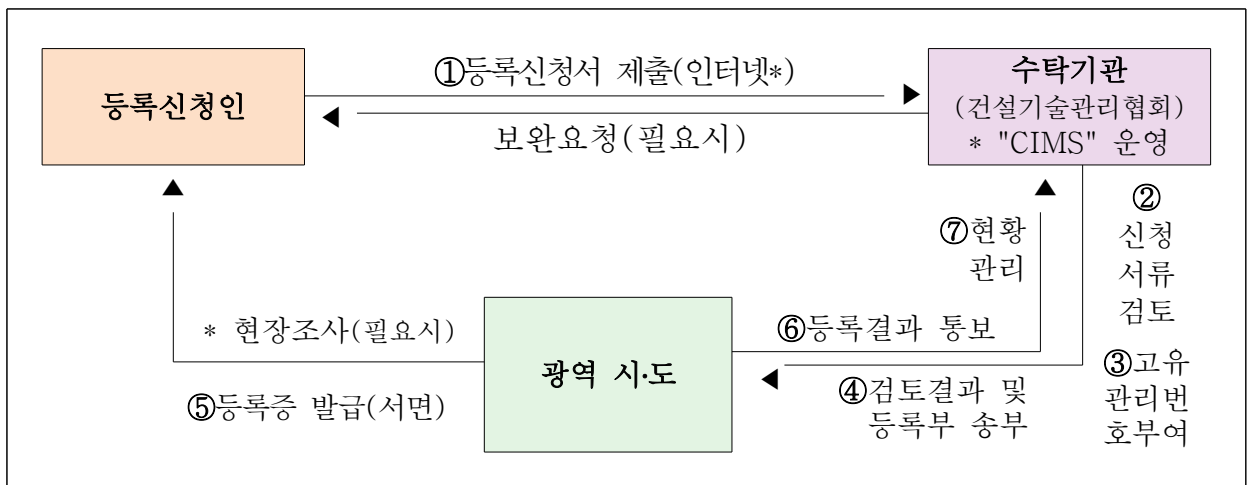 등록신청인
①등록신청서 제출(인터넷*)
보완요청(필요시)
수탁기관
(건설기술관리협회)
* "CIMS" 운영
②
신청
서류
검토
③고유
관리번
호부여
⑦현황
관리
⑥등록결과 통보
④검토결과 및
등록부 송부
광역 시·도
* 현장조사(필요시)
⑤등록증 발급(서면)